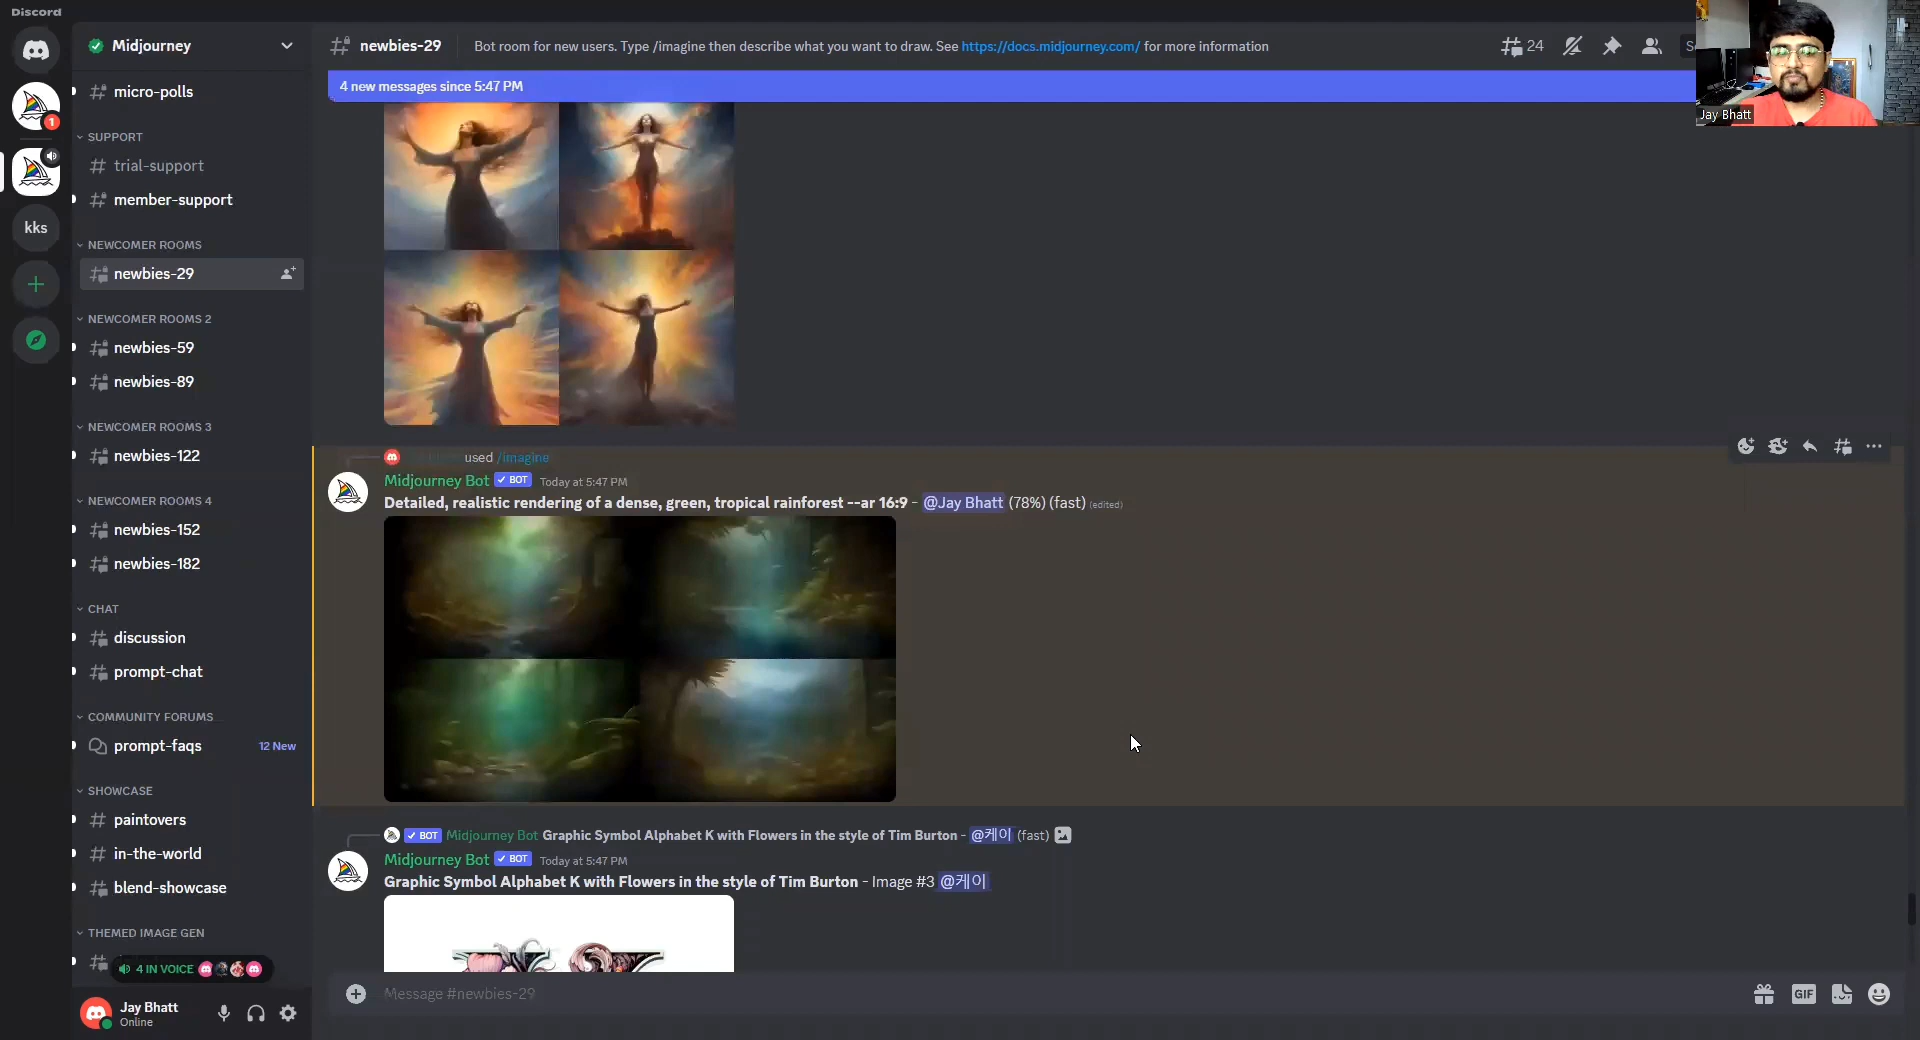 Discord
Midjourney
micro-polls
SUPPORT
trial-support
member-support
NEWCOMER ROOMS
newbies-29
NEWCOMER ROOMS 2
newbies-59
newbies-89
NEWCOMER ROOMS 3
newbies-122
NEWCOMER ROOMS 4
newbies-152
newbies-182
CHAT
discussion
prompt-chat
COMMUNITY FORUMS
prompt-faqs 12 New
SHOWCASE
paintovers
in-the-world
blend-showcase
THEMED IMAGE GEN
4 IN VOICE
Jay Bhatt
Online
1
kks
newbies-29 Bot room for new users. Type /imagine then describe what you want to draw. See https://docs.midjourney.com/ for more information
24
4 new messages since 5:47 PM
Jay Bhatt
used /imagine
Midjourney Bot BOT Today at 5:47 PM
Detailed, realistic rendering of a dense, green, tropical rainforest --ar 16:9 - @Jay Bhatt (78%) (fast) (edited)
BOT Midjourney Bot Graphic Symbol Alphabet K with Flowers in the style of Tim Burton - @케이 (fast)
Midjourney Bot BOT Today at 5:47 PM
Graphic Symbol Alphabet K with Flowers in the style of Tim Burton - Image #3 @케이
Message #newbies-29
GIF